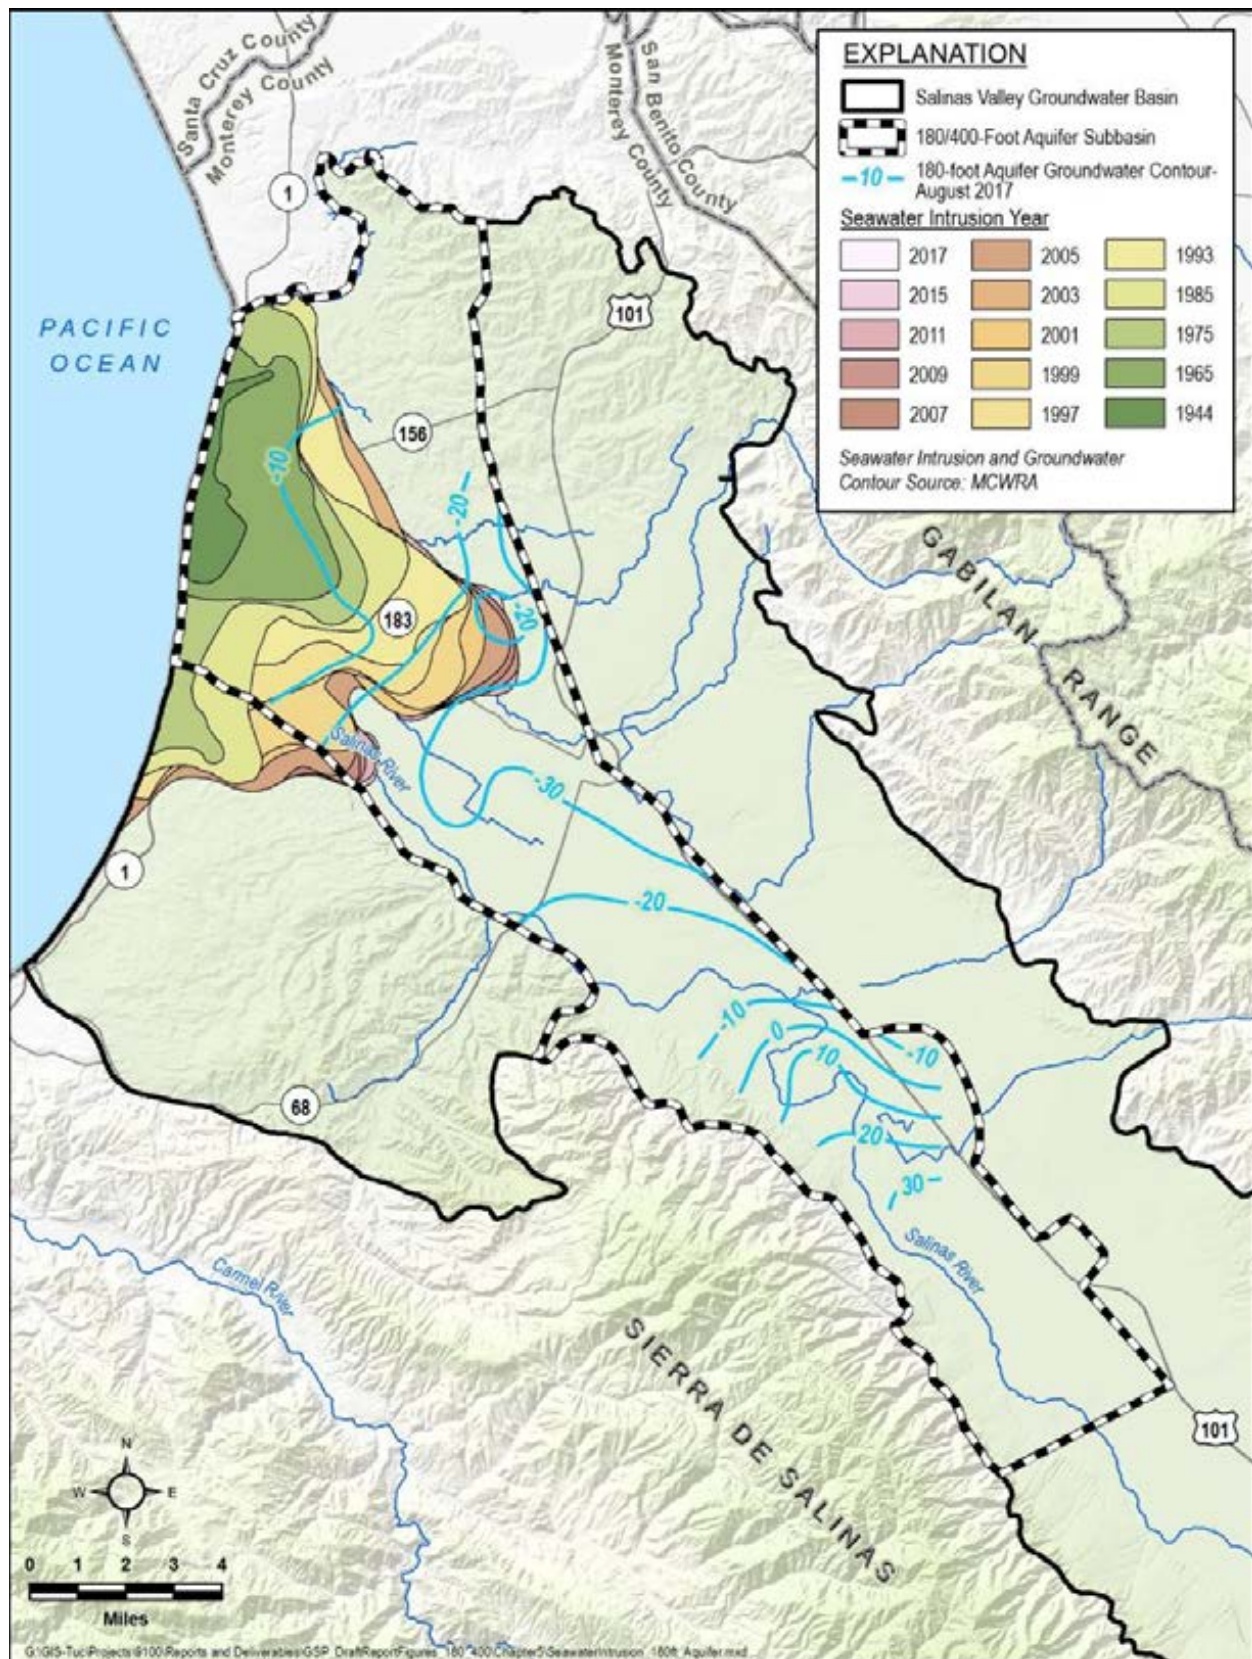 EXPLANATION
Salinas Valley Groundwater Basin
180/400-Foot Aquifer Subbasin
-10
180-foot Aquifer Groundwater Contour-
August 2017
Seawater Intrusion Year
2017
2005
1993
2015
2003
1985
2011
2001
1975
2009
1999
1965
2007
1997
1944
Seawater Intrusion and Groundwater
Contour Source: MCWRA
Santa Cruz County
Monterey County
San Benito County
Monterey County
1
101
PACIFIC
OCEAN
156
-10
-20
183
-20
Salinas River
-30
1
-20
-10
0
10
-10
20
30
68
GABILAN
RANGE
Salinas River
Carmel River
SIERRA DE SALINAS
101
N
W
E
S
0 1 2 3 4
Miles